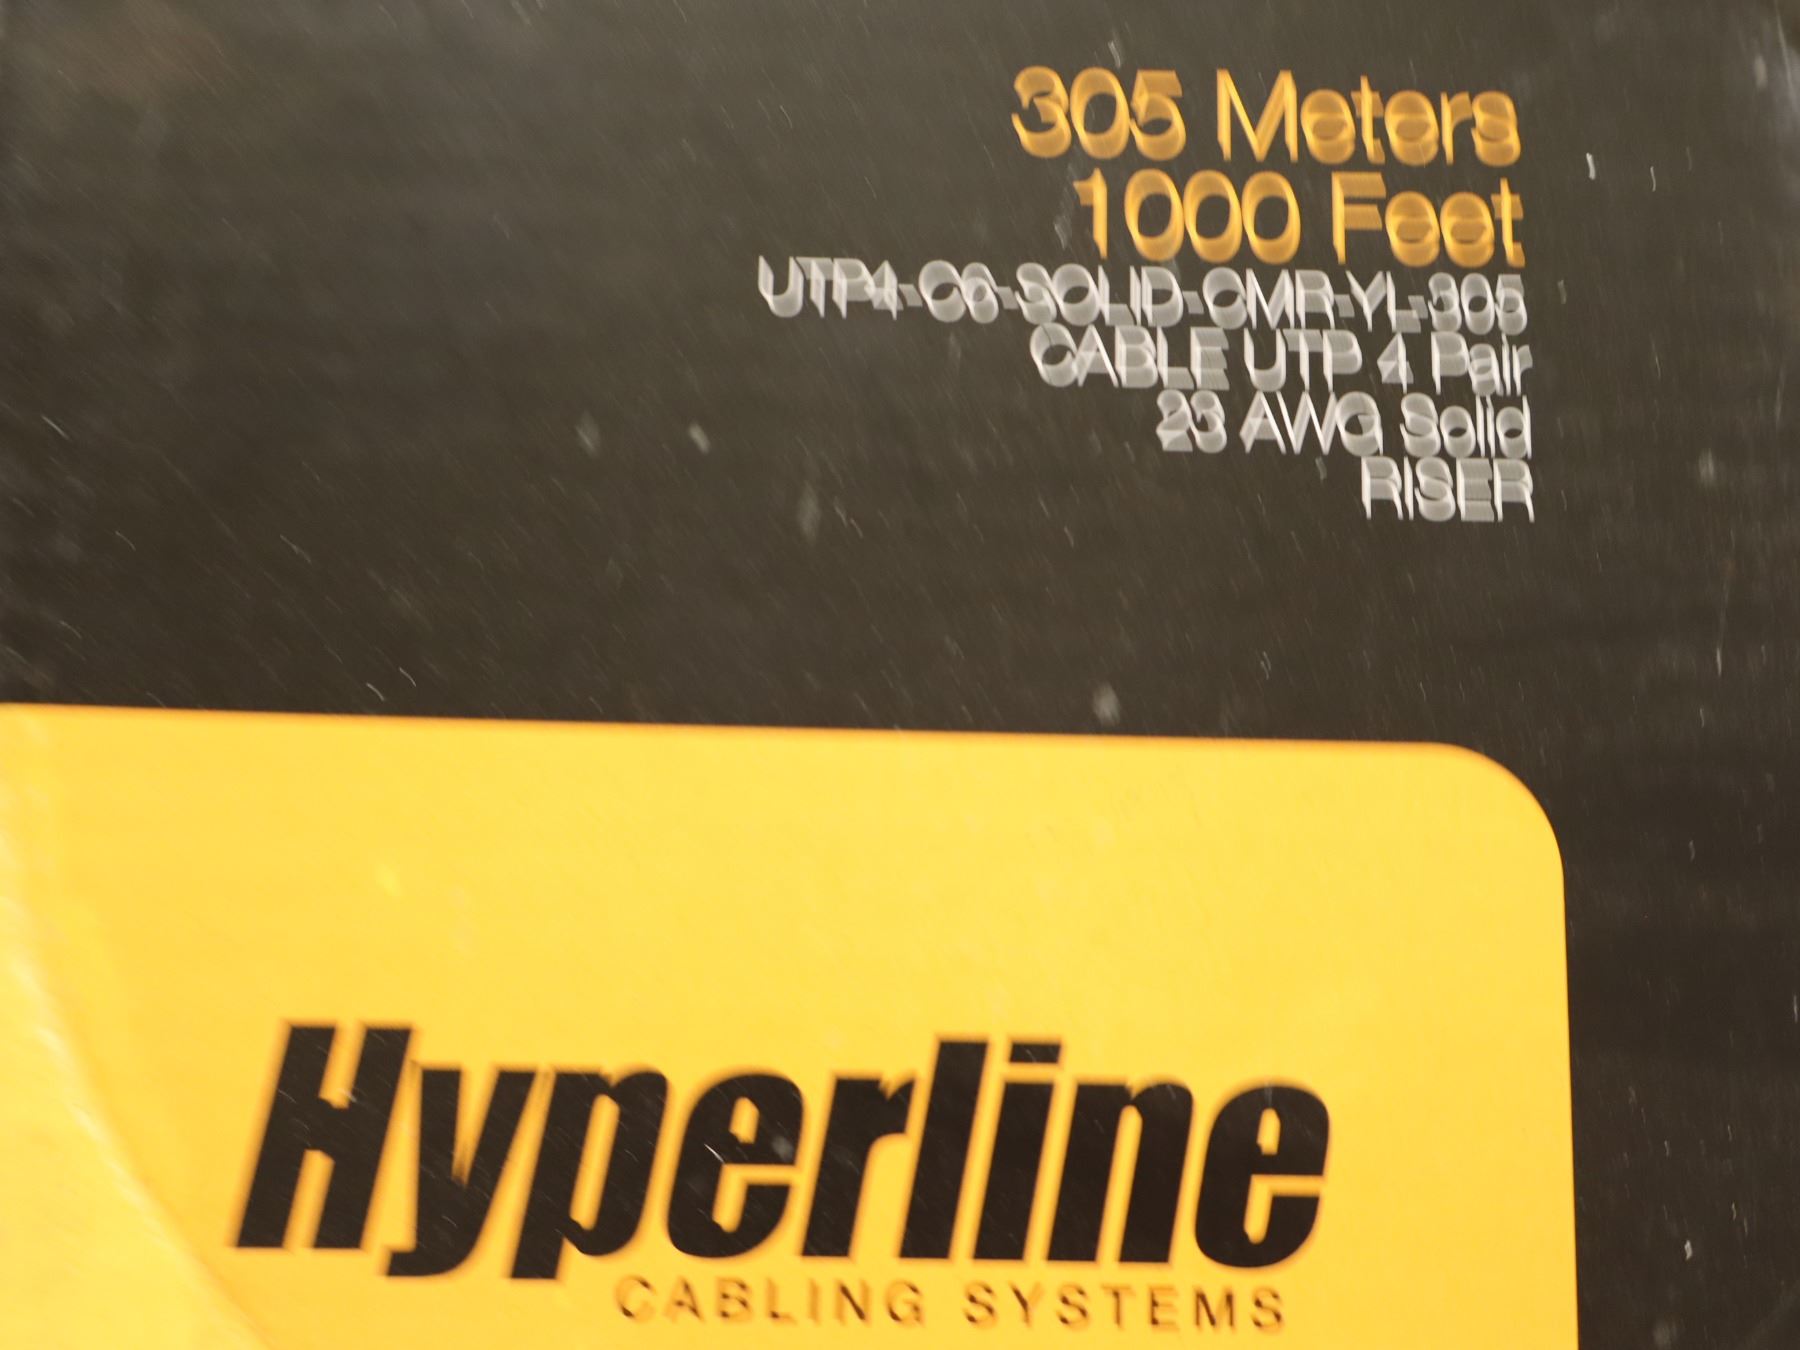 305 Meters
1000 Feet
UTP4-C6-SOLID-CMR-YL-305
CABLE UTP 4 Pair
23 AWG Solid
RISER
Hyperline
CABLING SYSTEMS